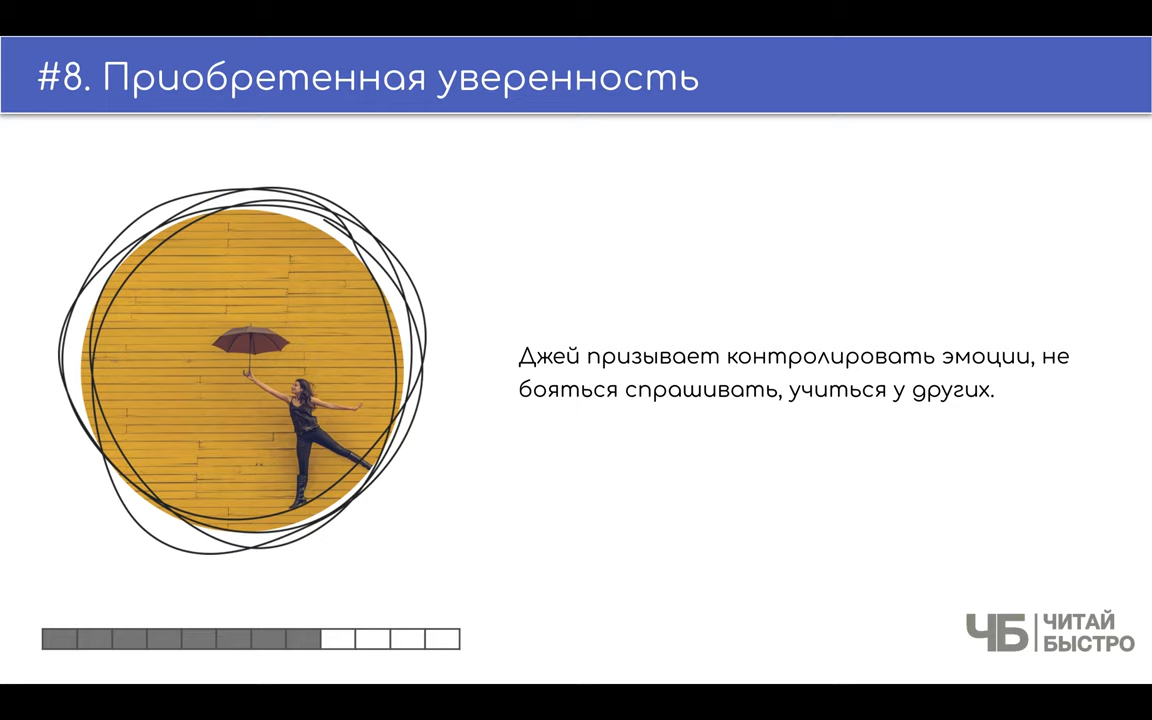 #8. Приобретенная уверенность
Джей призывает контролировать эмоции, не
бояться спрашивать, учиться у других.
ЧБ
ЧИТАЙ
БЫСТРО